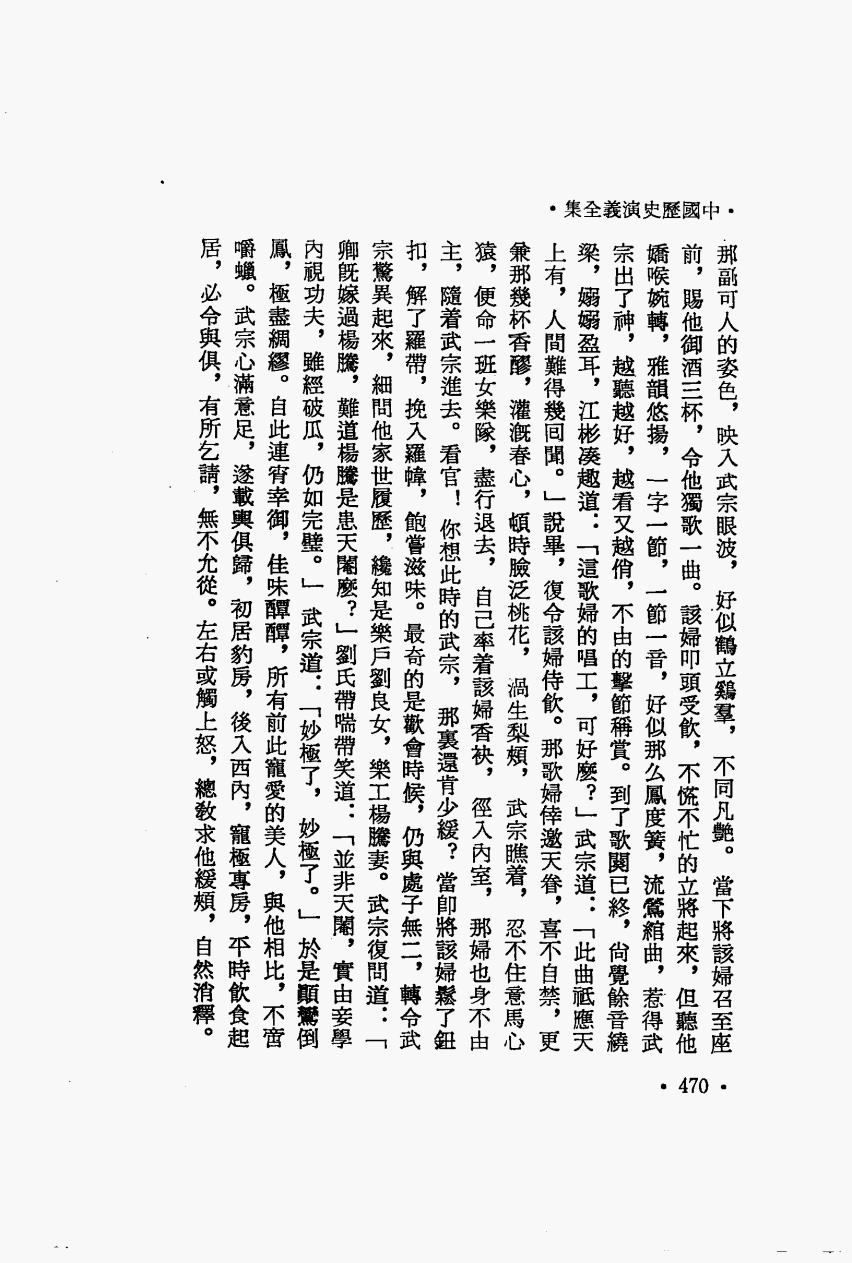 ·中國歷史演義全集·
那副可人的姿色，映入武宗眼波，好似鶴立鷄羣，不同凡艷。當下將該婦召至座
前，賜他御酒三杯，令他獨歌一曲。該婦叩頭受飲，不慌不忙的立將起來，但聽他
嬌喉婉轉，雅韻悠揚，一字一節，一節一音，好似那么鳳度簧，流鶯綰曲，惹得武
宗出了神，越聽越好，越看又越俏，不由的擊節稱賞。到了歌闋已終，尙覺餘音繞
梁，嫋嫋盈耳，江彬湊趣道：「這歌婦的唱工，可好麽？」武宗道：「此曲祗應天
上有，人間難得幾回聞。」說畢，復令該婦侍飲。那歌婦倖邀天眷，喜不自禁，更
兼那幾杯香醪，灌漑春心，頓時臉泛桃花，渦生梨頰，武宗瞧着，忍不住意馬心
猿，便命一班女樂隊，盡行退去，自己牽着該婦香袂，徑入內室，那婦也身不由
主，隨着武宗進去。看官！你想此時的武宗，那裏還肯少緩？當卽將該婦鬆了鈕
扣，解了羅帶，挽入羅幃，飽嘗滋味。最奇的是歡會時候，仍與處子無二，轉令武
宗驚異起來，細問他家世履歷，纔知是樂戶劉良女，樂工楊騰妻。武宗復問道：「
卿旣嫁過楊騰，難道楊騰是患天閹麽？」劉氏帶喘帶笑道：「並非天閹，實由妾學
內視功夫，雖經破瓜，仍如完璧。」武宗道：「妙極了，妙極了。」於是顚鸞倒
鳳，極盡綢繆。自此連宵幸御，佳味醰醰，所有前此寵愛的美人，與他相比，不啻
嚼蠟。武宗心滿意足，遂載輿俱歸，初居豹房，後入西內，寵極專房，平時飲食起
居，必令與俱，有所乞請，無不允從。左右或觸上怒，總敎求他緩頰，自然消釋。
·470·